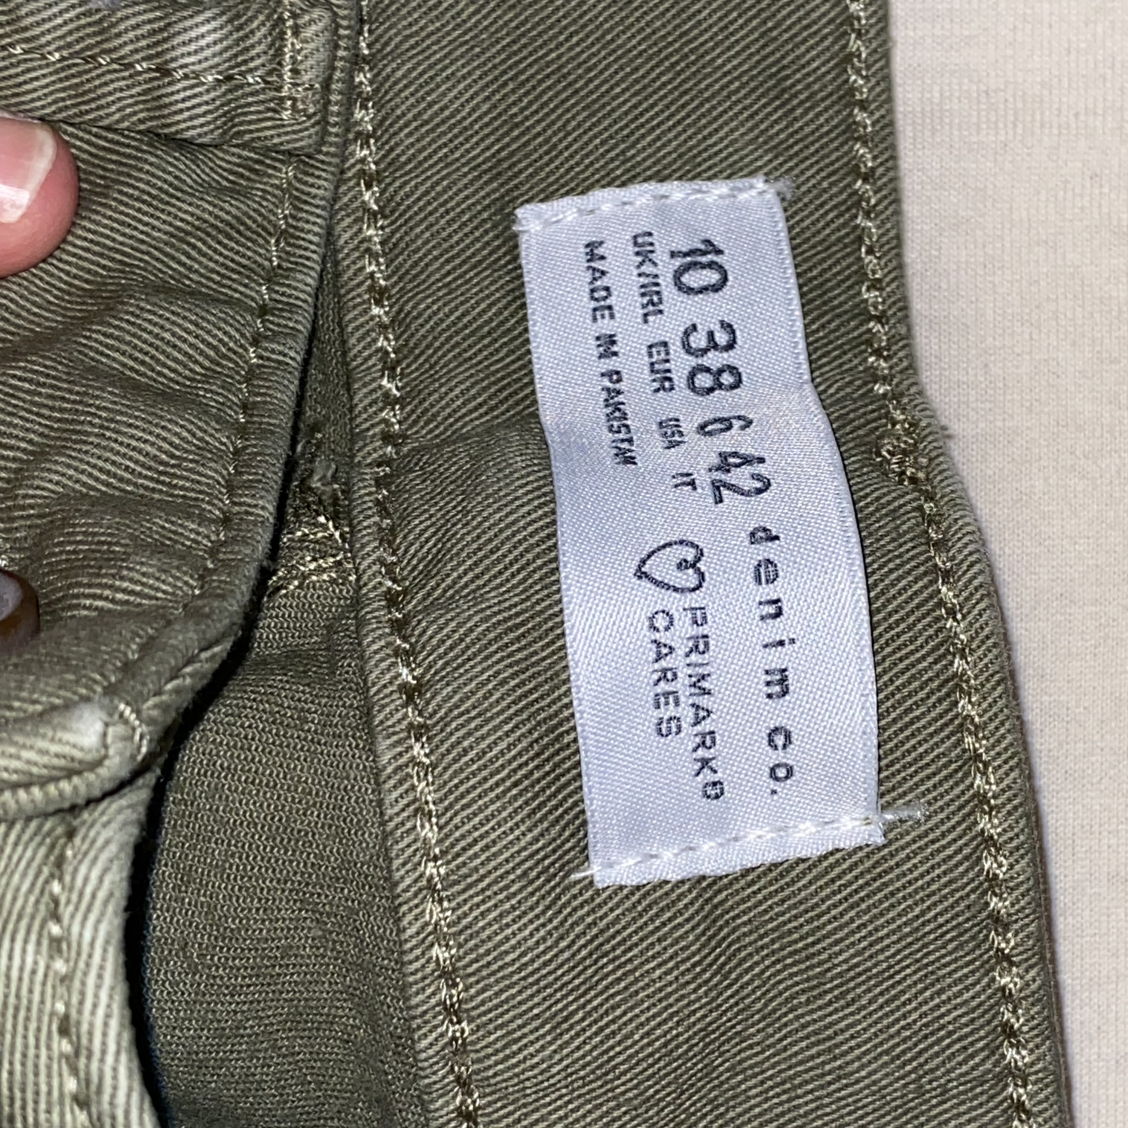 denim co.
10 38 6 42
UK/IRL EUR USA IT
MADE IN PAKISTAN
PRIMARK®
CARES